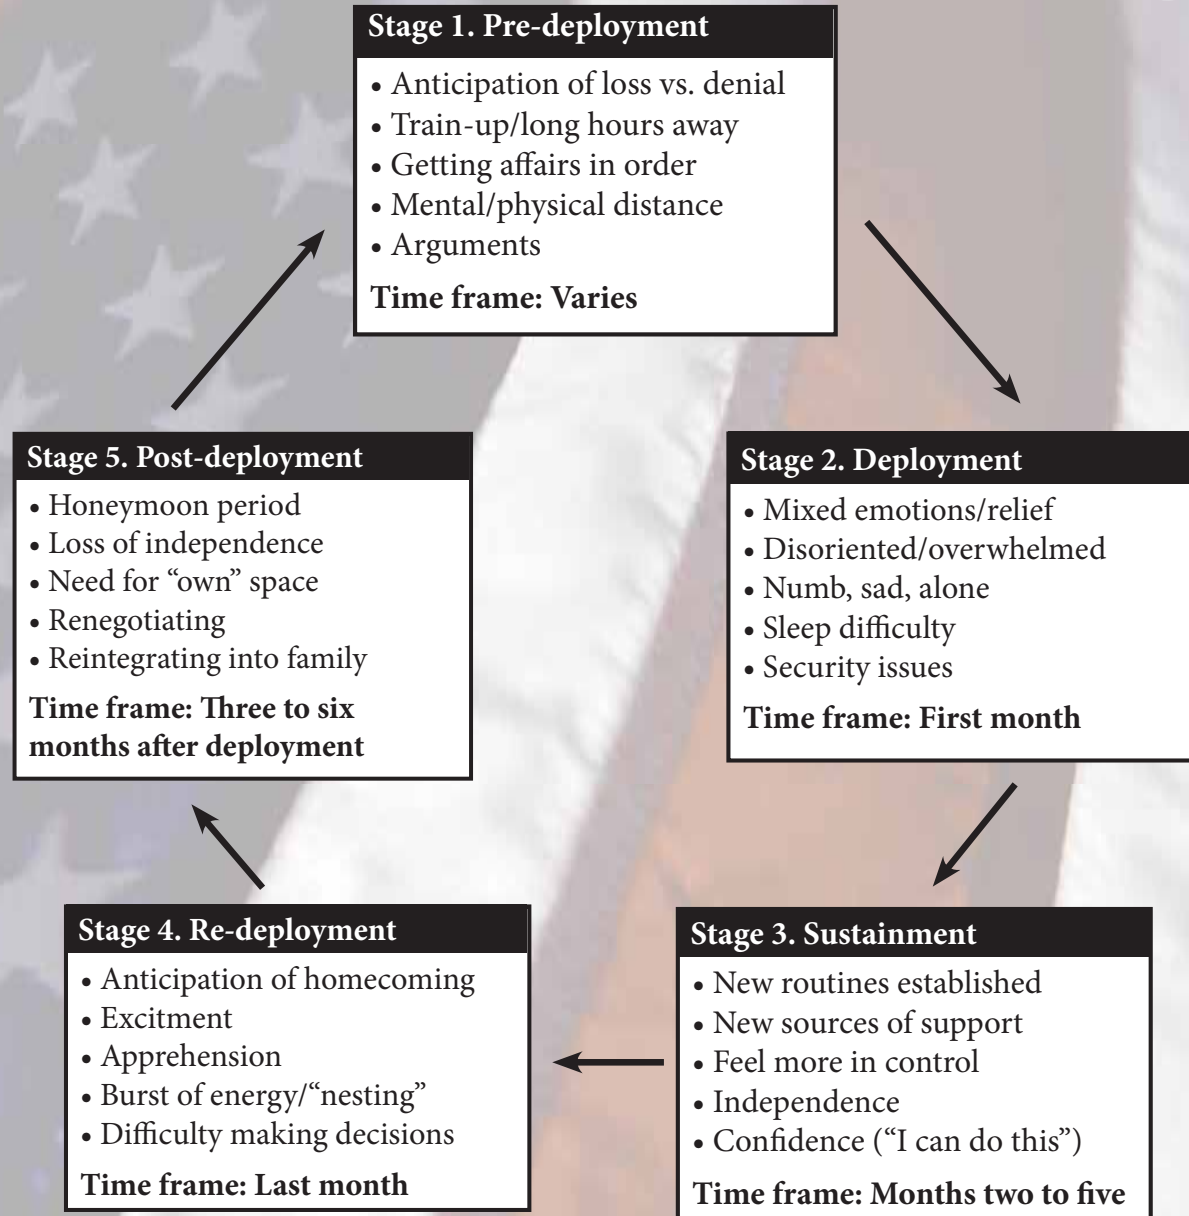 Stage 1. Pre-deployment
• Anticipation of loss vs. denial
• Train-up/long hours away
• Getting affairs in order
• Mental/physical distance
• Arguments
Time frame: Varies
Stage 2. Deployment
• Mixed emotions/relief
• Disoriented/overwhelmed
• Numb, sad, alone
• Sleep difficulty
• Security issues
Time frame: First month
Stage 3. Sustainment
• New routines established
• New sources of support
• Feel more in control
• Independence
• Confidence (“I can do this”)
Time frame: Months two to five
Stage 4. Re-deployment
• Anticipation of homecoming
• Excitment
• Apprehension
• Burst of energy/“nesting”
• Difficulty making decisions
Time frame: Last month
Stage 5. Post-deployment
• Honeymoon period
• Loss of independence
• Need for “own” space
• Renegotiating
• Reintegrating into family
Time frame: Three to six
months after deployment